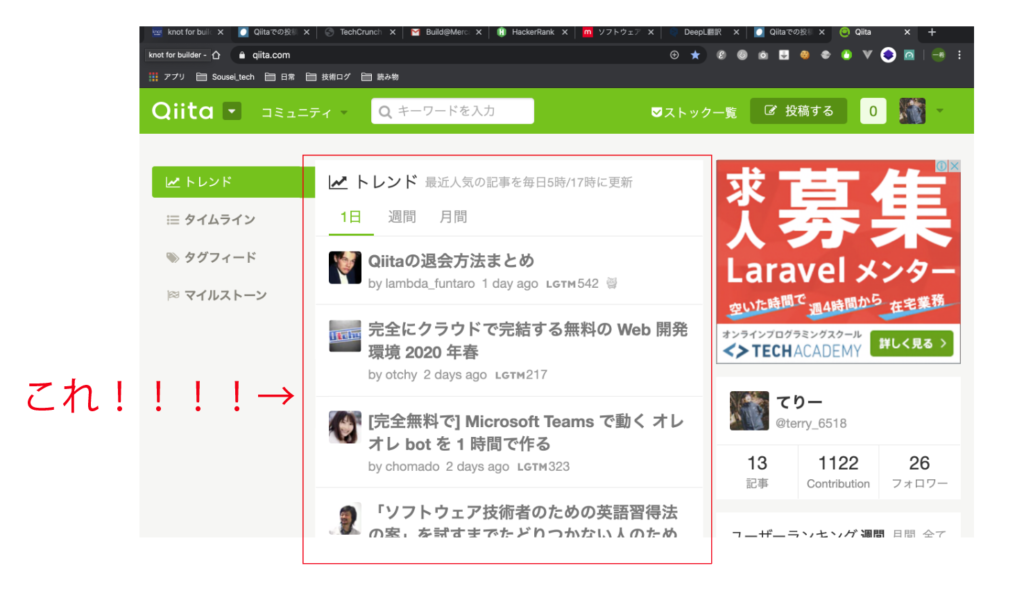 knot for buil
Qiitaでの投稿
TechCrunch
Build@Merc
HackerRank
ソフトウェア
DeepL翻訳
Qiitaでの投
Qiita
knot for builder -
qiita.com
アプリ
Sousei_tech
日常
技術ログ
読み物
Qiita
コミュニティ
キーワードを入力
ストック一覧
投稿する
0
トレンド
タイムライン
タグフィード
マイルストーン
これ！！！！→
トレンド 最近人気の記事を毎日5時/17時に更新
1日 週間 月間
Qiitaの退会方法まとめ
by lambda_funtaro 1 day ago LGTM 542
完全にクラウドで完結する無料の Web 開発
環境 2020 年春
by otchy 2 days ago LGTM 217
[完全無料で] Microsoft Teams で動く オレ
オレ bot を 1 時間で作る
by chomado 2 days ago LGTM 323
「ソフトウェア技術者のための英語習得法
の案」を試すまでたどりつかない人のため
求人
募集
Laravel メンター
空いた時間で 週4時間から 在宅業務
オンラインプログラミングスクール
TECHACADEMY
詳しく見る
てりー
@terry_6518
13 1122 26
記事 Contribution フォロワー
ユーザーランキング 週間 月間 全て